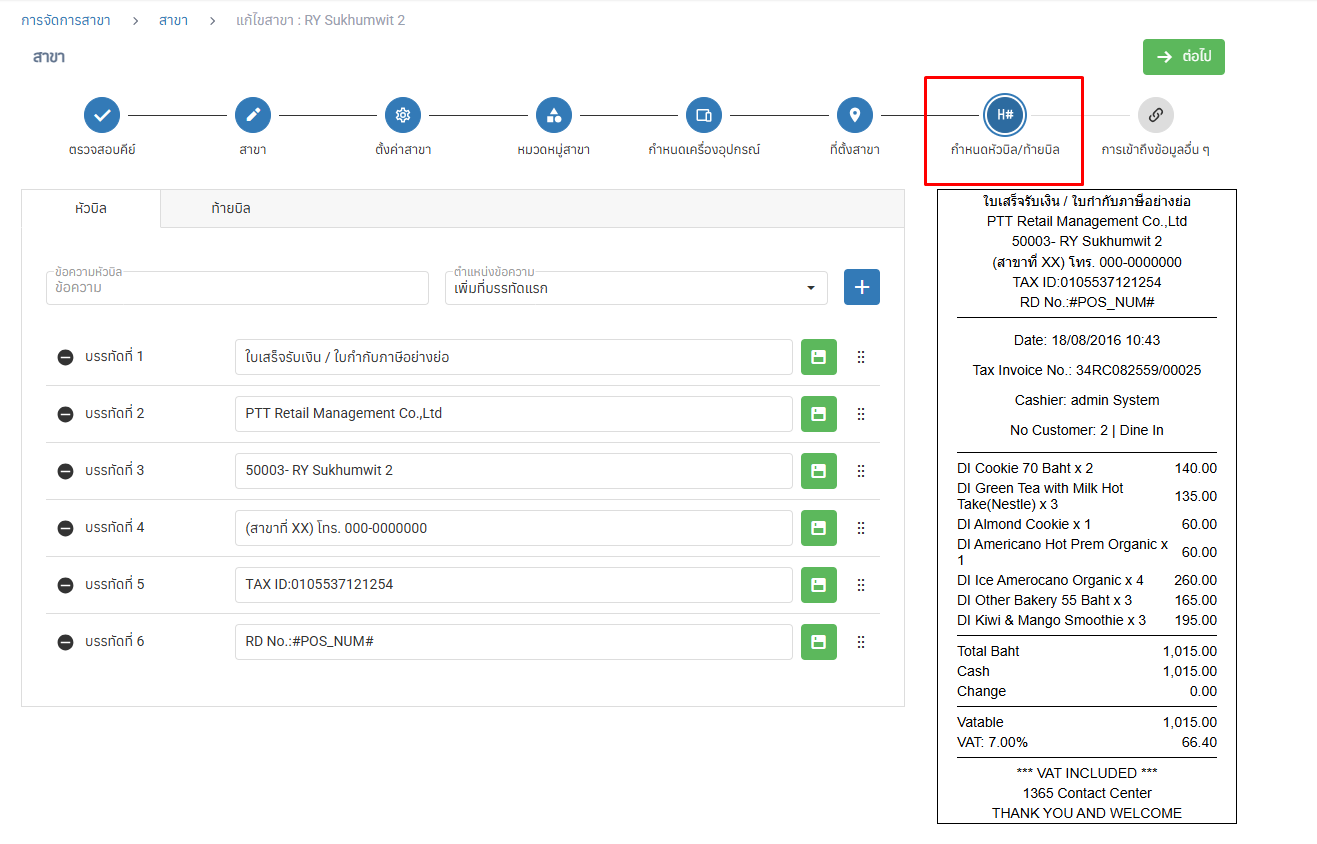 การจัดการสาขา > สาขา > แก้ไขสาขา : RY Sukhumwit 2
สาขา
ต่อไป
ตรวจสอบคีย์
สาขา
ตั้งค่าสาขา
หมวดหมู่สาขา
กำหนดเครื่องอุปกรณ์
ที่ตั้งสาขา
H#
กำหนดหัวบิล/ท้ายบิล
การเข้าถึงข้อมูลอื่น ๆ
หัวบิล
ท้ายบิล
ข้อความหัวบิล
ข้อความ
ตำแหน่งข้อความ
เพิ่มที่บรรทัดแรก
บรรทัดที่ 1 ใบเสร็จรับเงิน / ใบกำกับภาษีอย่างย่อ
บรรทัดที่ 2 PTT Retail Management Co.,Ltd
บรรทัดที่ 3 50003- RY Sukhumwit 2
บรรทัดที่ 4 (สาขาที่ XX) โทร. 000-0000000
บรรทัดที่ 5 TAX ID:0105537121254
บรรทัดที่ 6 RD No.:#POS_NUM#
ใบเสร็จรับเงิน / ใบกำกับภาษีอย่างย่อ
PTT Retail Management Co.,Ltd
50003- RY Sukhumwit 2
(สาขาที่ XX) โทร. 000-0000000
TAX ID:0105537121254
RD No.:#POS_NUM#
Date: 18/08/2016 10:43
Tax Invoice No.: 34RC082559/00025
Cashier: admin System
No Customer: 2 | Dine In
DI Cookie 70 Baht x 2 140.00
DI Green Tea with Milk Hot
Take(Nestle) x 3 135.00
DI Almond Cookie x 1 60.00
DI Americano Hot Prem Organic x
1 60.00
DI Ice Amerocano Organic x 4 260.00
DI Other Bakery 55 Baht x 3 165.00
DI Kiwi & Mango Smoothie x 3 195.00
Total Baht 1,015.00
Cash 1,015.00
Change 0.00
Vatable 1,015.00
VAT: 7.00% 66.40
*** VAT INCLUDED ***
1365 Contact Center
THANK YOU AND WELCOME